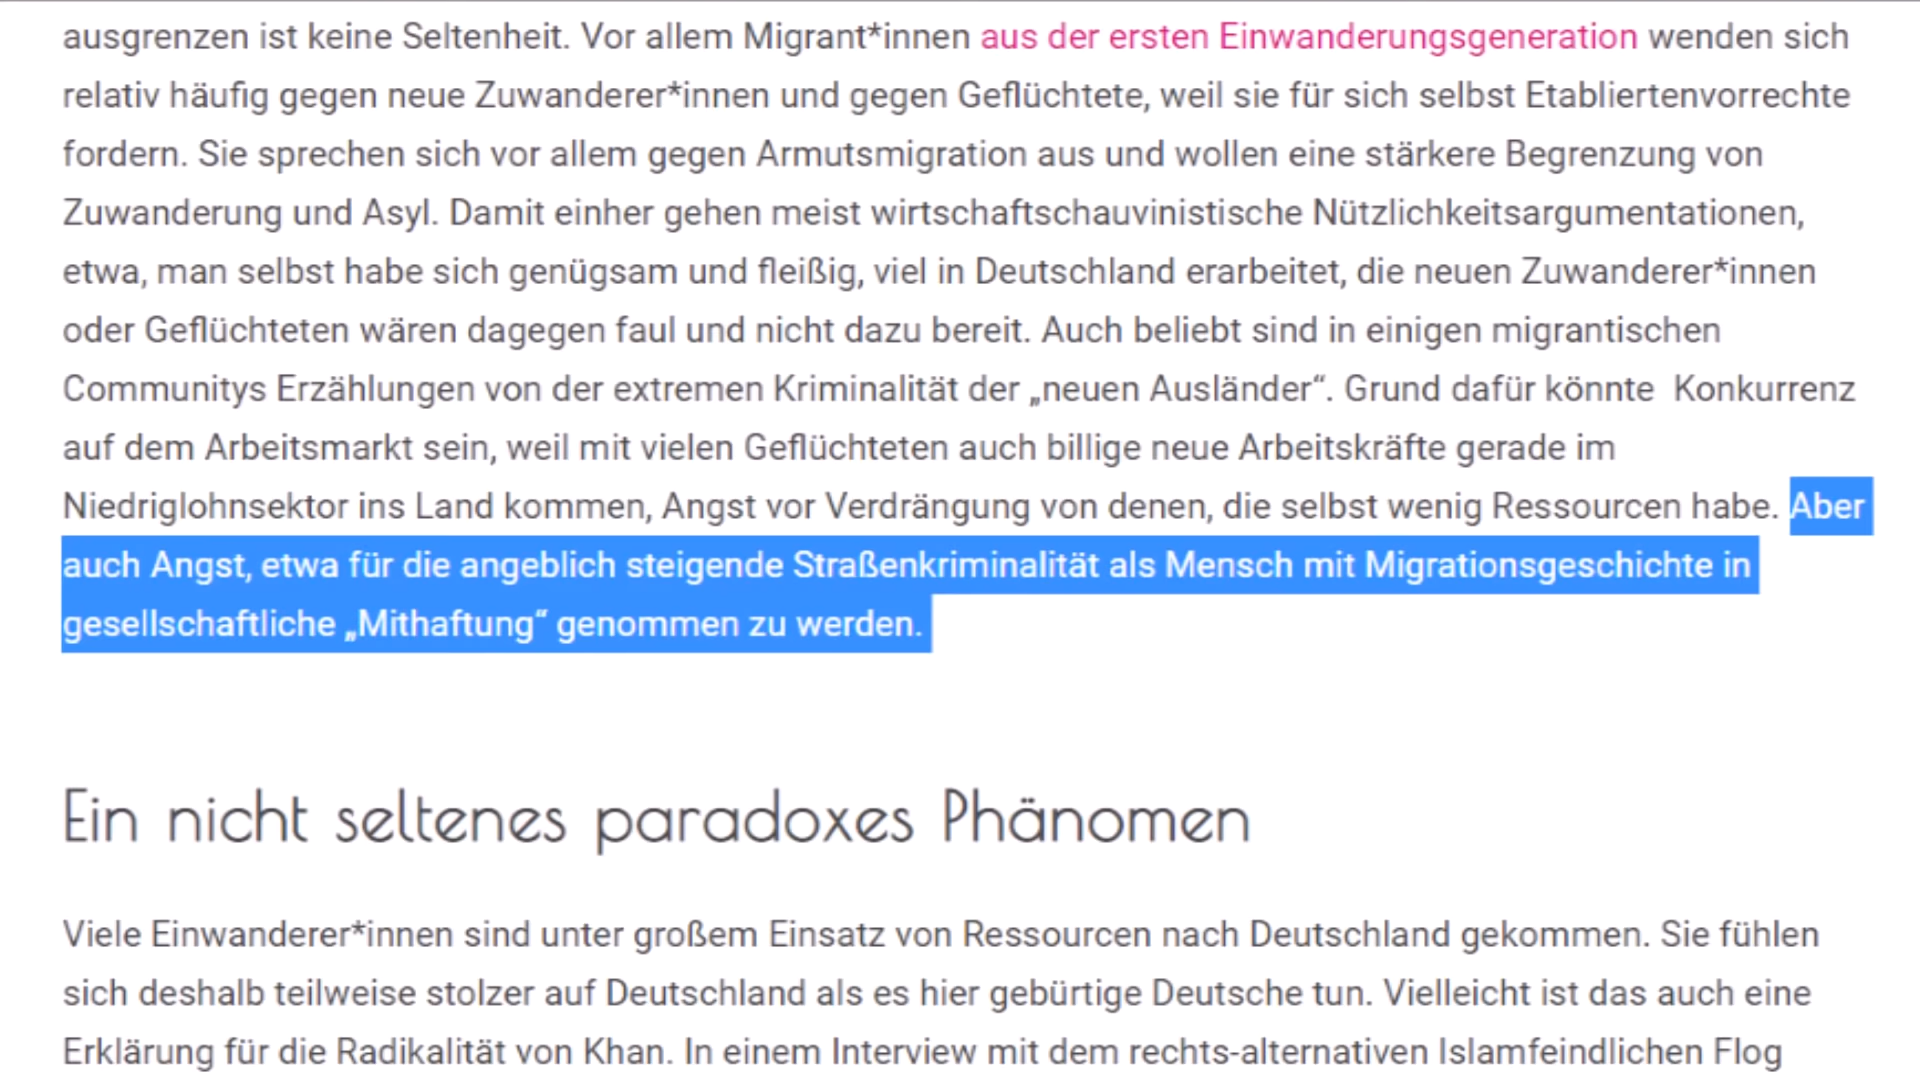 ausgrenzen ist keine Seltenheit. Vor allem Migrant*innen aus der ersten Einwanderungsgeneration wenden sich
relativ häufig gegen neue Zuwanderer*innen und gegen Geflüchtete, weil sie für sich selbst Etabliertenvorrechte
fordern. Sie sprechen sich vor allem gegen Armutsmigration aus und wollen eine stärkere Begrenzung von
Zuwanderung und Asyl. Damit einher gehen meist wirtschaftschauvinistische Nützlichkeitsargumentationen,
etwa, man selbst habe sich genügsam und fleißig, viel in Deutschland erarbeitet, die neuen Zuwanderer*innen
oder Geflüchteten wären dagegen faul und nicht dazu bereit. Auch beliebt sind in einigen migrantischen
Communitys Erzählungen von der extremen Kriminalität der „neuen Ausländer“. Grund dafür könnte  Konkurrenz
auf dem Arbeitsmarkt sein, weil mit vielen Geflüchteten auch billige neue Arbeitskräfte gerade im
Niedriglohnsektor ins Land kommen, Angst vor Verdrängung von denen, die selbst wenig Ressourcen habe. Aber
auch Angst, etwa für die angeblich steigende Straßenkriminalität als Mensch mit Migrationsgeschichte in
gesellschaftliche „Mithaftung“ genommen zu werden.
Ein nicht seltenes paradoxes Phänomen
Viele Einwanderer*innen sind unter großem Einsatz von Ressourcen nach Deutschland gekommen. Sie fühlen
sich deshalb teilweise stolzer auf Deutschland als es hier gebürtige Deutsche tun. Vielleicht ist das auch eine
Erklärung für die Radikalität von Khan. In einem Interview mit dem rechts-alternativen Islamfeindlichen Flog